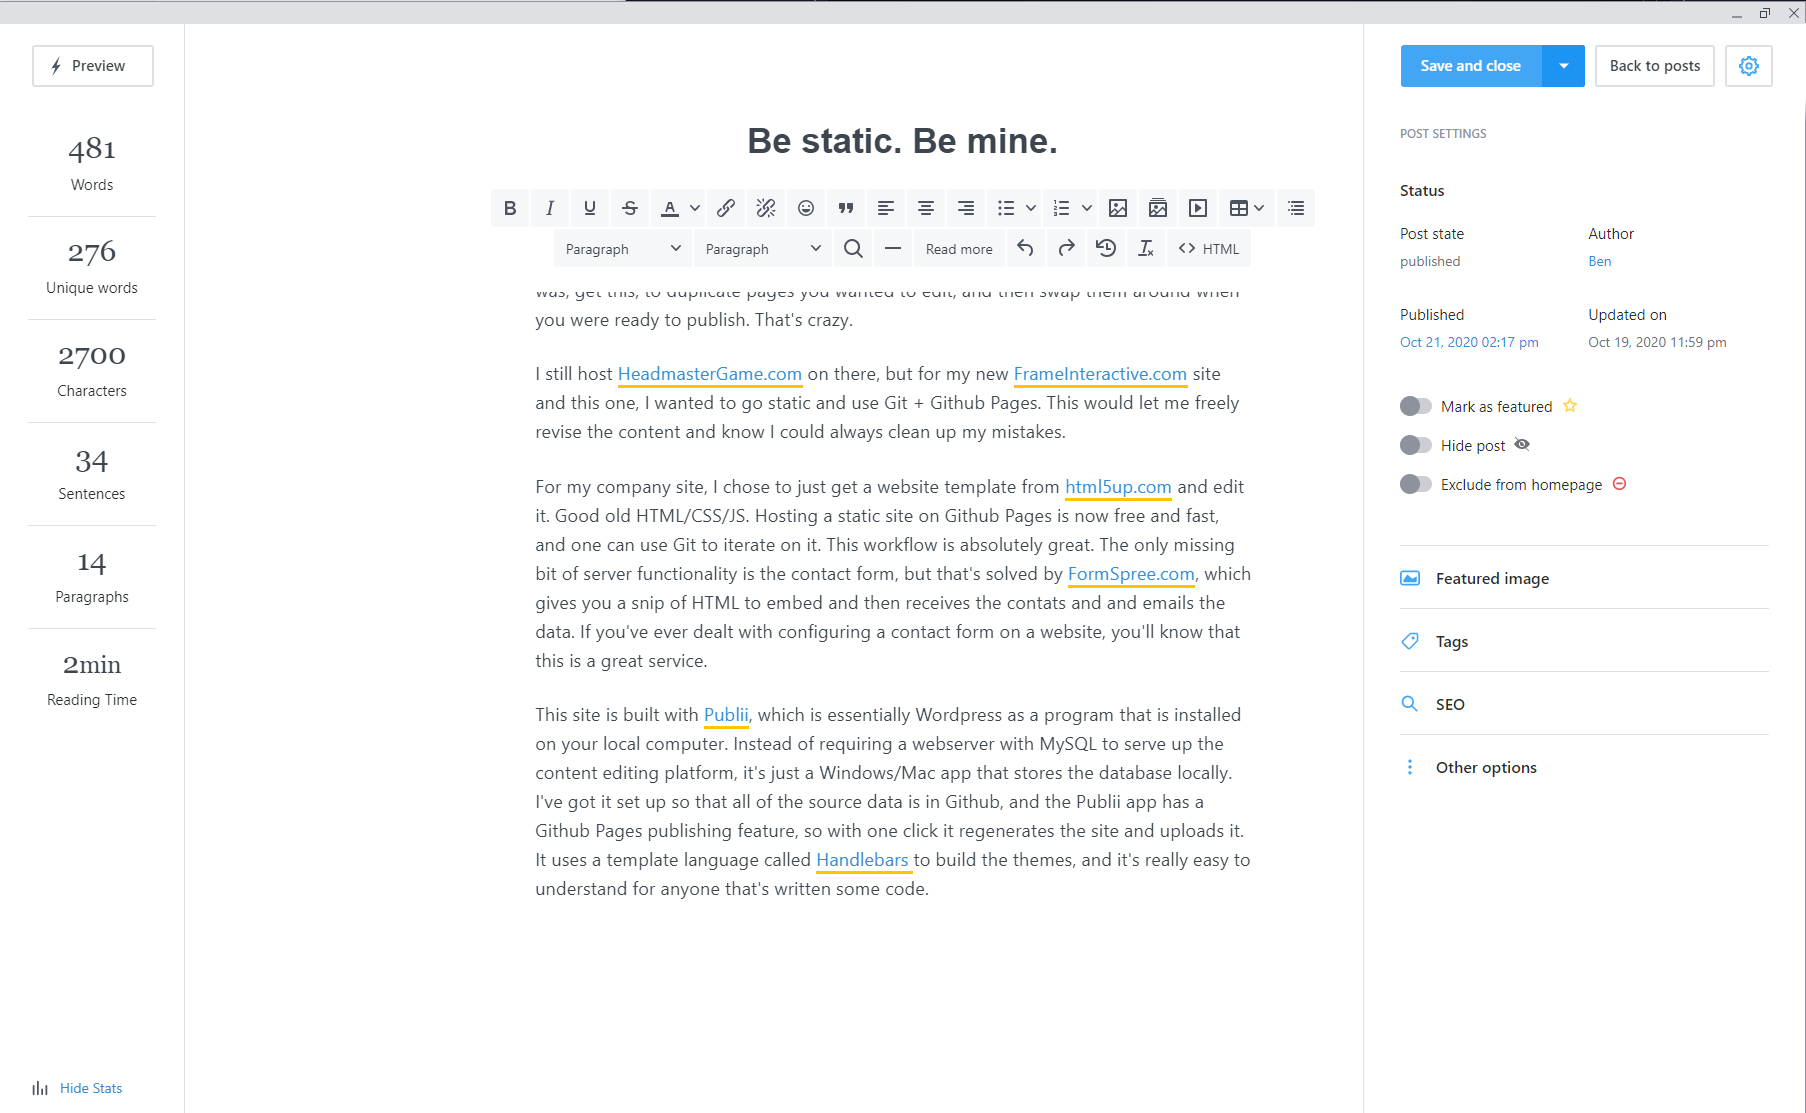 Preview
481
Words
276
Unique words
2700
Characters
34
Sentences
14
Paragraphs
2min
Reading Time
Hide Stats
Be static. Be mine.
B I U S A
Paragraph Paragraph Read more HTML
was, get this, to duplicate pages you wanted to edit, and then swap them around when
you were ready to publish. That's crazy.
I still host HeadmasterGame.com on there, but for my new FrameInteractive.com site
and this one, I wanted to go static and use Git + Github Pages. This would let me freely
revise the content and know I could always clean up my mistakes.
For my company site, I chose to just get a website template from html5up.com and edit
it. Good old HTML/CSS/JS. Hosting a static site on Github Pages is now free and fast,
and one can use Git to iterate on it. This workflow is absolutely great. The only missing
bit of server functionality is the contact form, but that's solved by FormSpree.com, which
gives you a snip of HTML to embed and then receives the contats and and emails the
data. If you've ever dealt with configuring a contact form on a website, you'll know that
this is a great service.
This site is built with Publii, which is essentially Wordpress as a program that is installed
on your local computer. Instead of requiring a webserver with MySQL to serve up the
content editing platform, it's just a Windows/Mac app that stores the database locally.
I've got it set up so that all of the source data is in Github, and the Publii app has a
Github Pages publishing feature, so with one click it regenerates the site and uploads it.
It uses a template language called Handlebars to build the themes, and it's really easy to
understand for anyone that's written some code.
Save and close Back to posts
POST SETTINGS
Status
Post state Author
published Ben
Published Updated on
Oct 21, 2020 02:17 pm Oct 19, 2020 11:59 pm
Mark as featured
Hide post
Exclude from homepage
Featured image
Tags
SEO
Other options